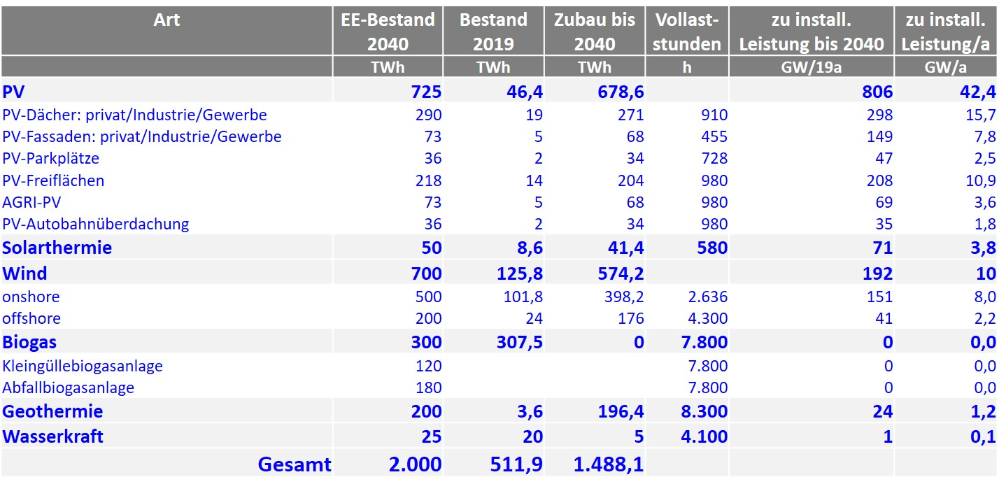 Art EE-Bestand Bestand Zubau bis Vollast- zu install. zu install.
2040 2019 2040 stunden Leistung bis 2040 Leistung/a
TWh TWh TWh h GW/19a GW/a
PV 725 46,4 678,6 806 42,4
PV-Dächer: privat/Industrie/Gewerbe 290 19 271 910 298 15,7
PV-Fassaden: privat/Industrie/Gewerbe 73 5 68 455 149 7,8
PV-Parkplätze 36 2 34 728 47 2,5
PV-Freiflächen 218 14 204 980 208 10,9
AGRI-PV 73 5 68 980 69 3,6
PV-Autobahnüberdachung 36 2 34 980 35 1,8
Solarthermie 50 8,6 41,4 580 71 3,8
Wind 700 125,8 574,2 192 10
onshore 500 101,8 398,2 2.636 151 8,0
offshore 200 24 176 4.300 41 2,2
Biogas 300 307,5 0 7.800 0 0,0
Kleingüllebiogasanlage 120 7.800 0 0,0
Abfallbiogasanlage 180 7.800 0 0,0
Geothermie 200 3,6 196,4 8.300 24 1,2
Wasserkraft 25 20 5 4.100 1 0,1
Gesamt 2.000 511,9 1.488,1